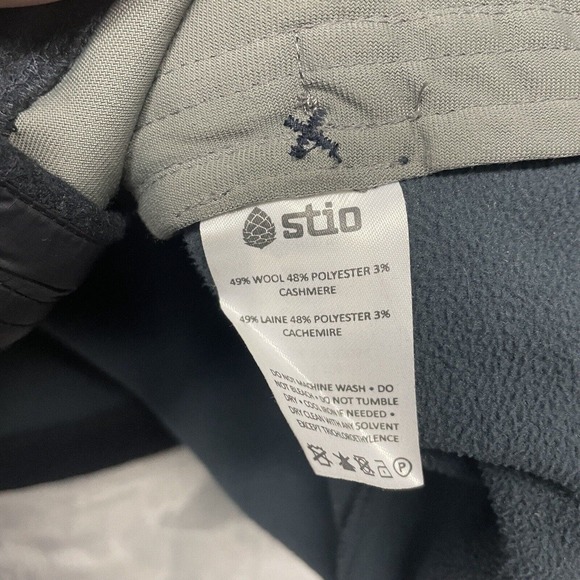 stio
49% WOOL 48% POLYESTER 3%
CASHMERE
49% LAINE 48% POLYESTER 3%
CACHEMIRE
DO NOT MACHINE WASH • DO
NOT BLEACH • DO NOT TUMBLE
DRY • COOL IRON IF NEEDED •
DRY CLEAN WITH ANY SOLVENT
EXCEPT TRICHLOROETHYLENCE
P